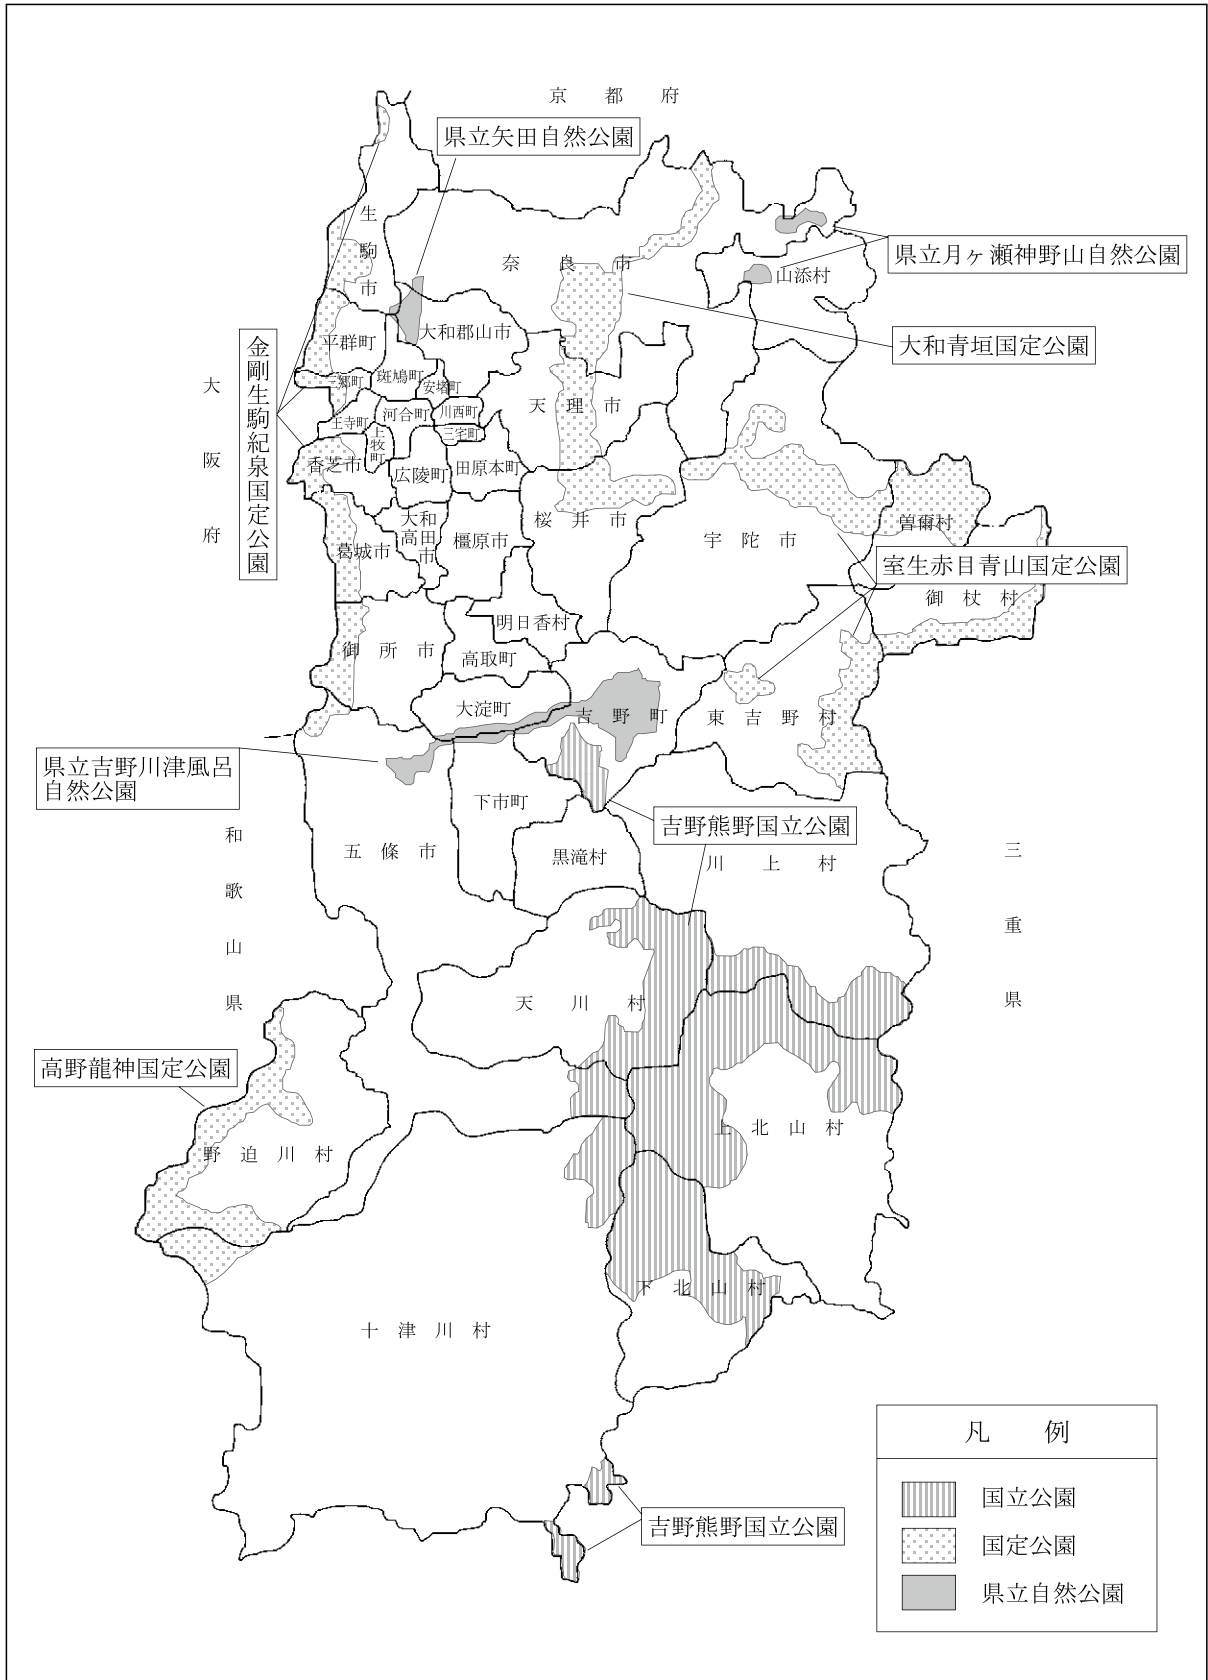 京都府
県立矢田自然公園
生駒市
奈良市
県立月ヶ瀬神野山自然公園
山添村
大和青垣国定公園
大和郡山市
平群町
金剛生駒紀泉国定公園
大阪府
三郷町
斑鳩町
安堵町
天理市
王寺町
河合町
川西町
三宅町
上牧町
香芝市
広陵町
田原本町
桜井市
宇陀市
曽爾村
大和
高田
市
橿原市
葛城市
室生赤目青山国定公園
御杖村
明日香村
御所市
高取町
大淀町
吉野町
東吉野村
県立吉野川津風呂
自然公園
下市町
吉野熊野国立公園
和歌山県
五條市
黒滝村
川上村
三重県
天川村
高野龍神国定公園
野迫川村
上北山村
下北山村
十津川村
吉野熊野国立公園
凡例
国立公園
国定公園
県立自然公園